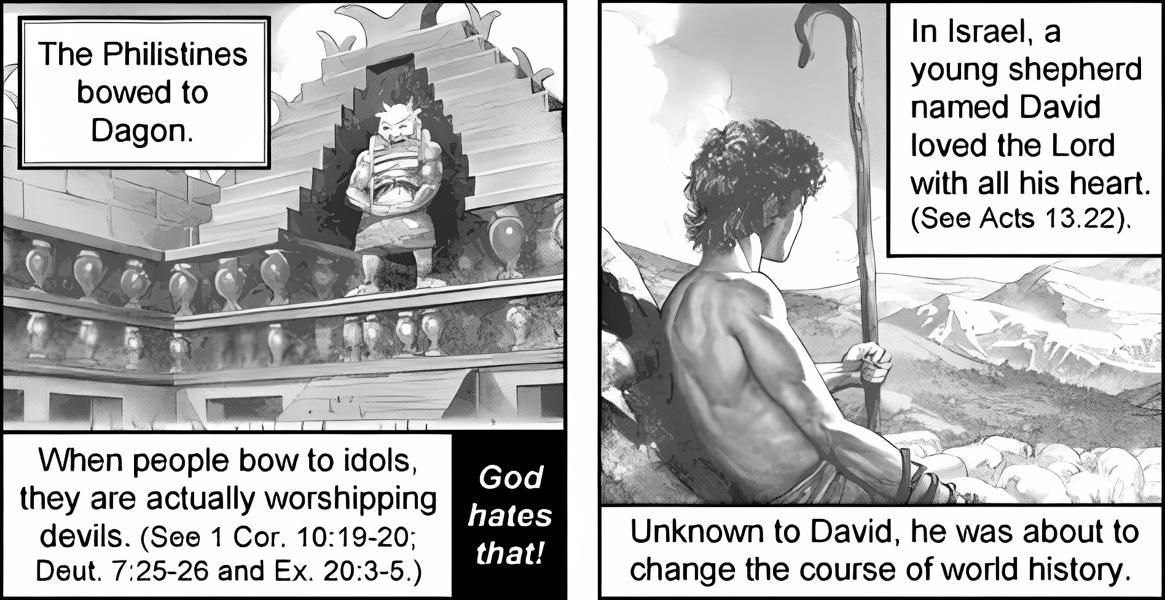 The Philistines
bowed to
Dagon.
When people bow to idols,
they are actually worshipping
devils. (See 1 Cor. 10:19-20;
Deut. 7:25-26 and Ex. 20:3-5.)
God
hates
that!
In Israel, a
young shepherd
named David
loved the Lord
with all his heart.
(See Acts 13.22).
Unknown to David, he was about to
change the course of world history.